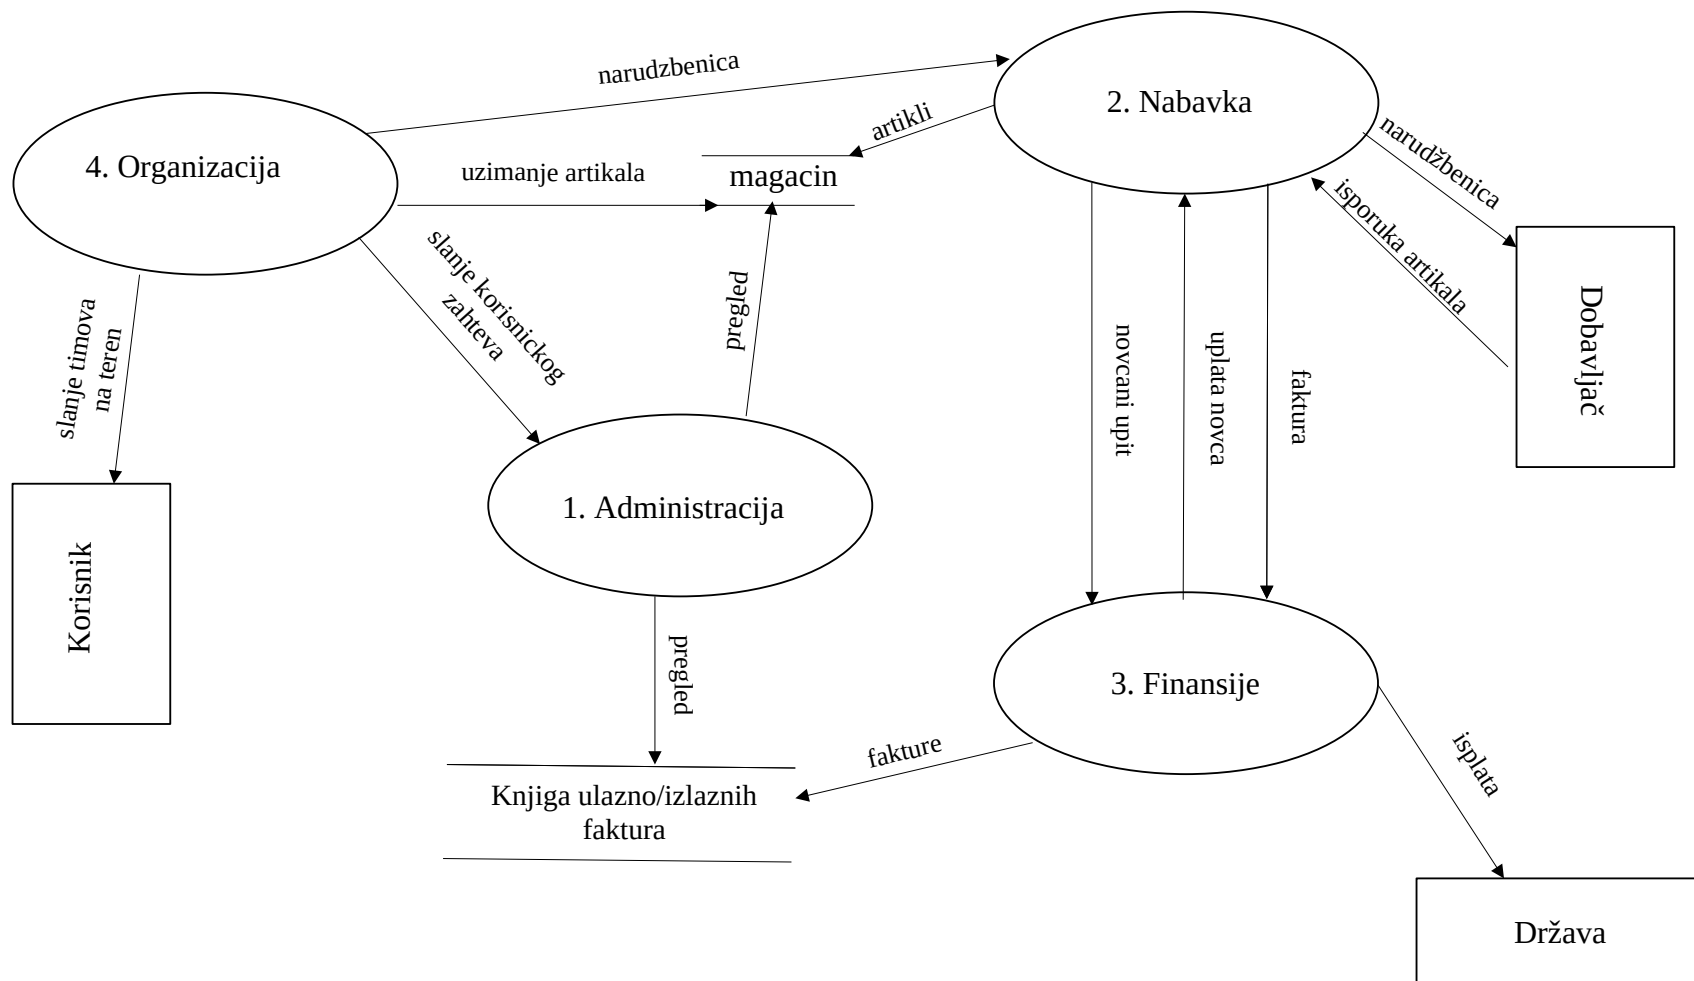 narudzbenica
2. Nabavka
artikli
narudžbenica
4. Organizacija
uzimanje artikala
magacin
isporuka artikala
slanje korisnickog
zahteva
pregled
slanje timova
na teren
novcani upit
uplata novca
faktura
Dobavljač
1. Administracija
Korisnik
pregled
3. Finansije
fakture
isplata
Knjiga ulazno/izlaznih
faktura
Država